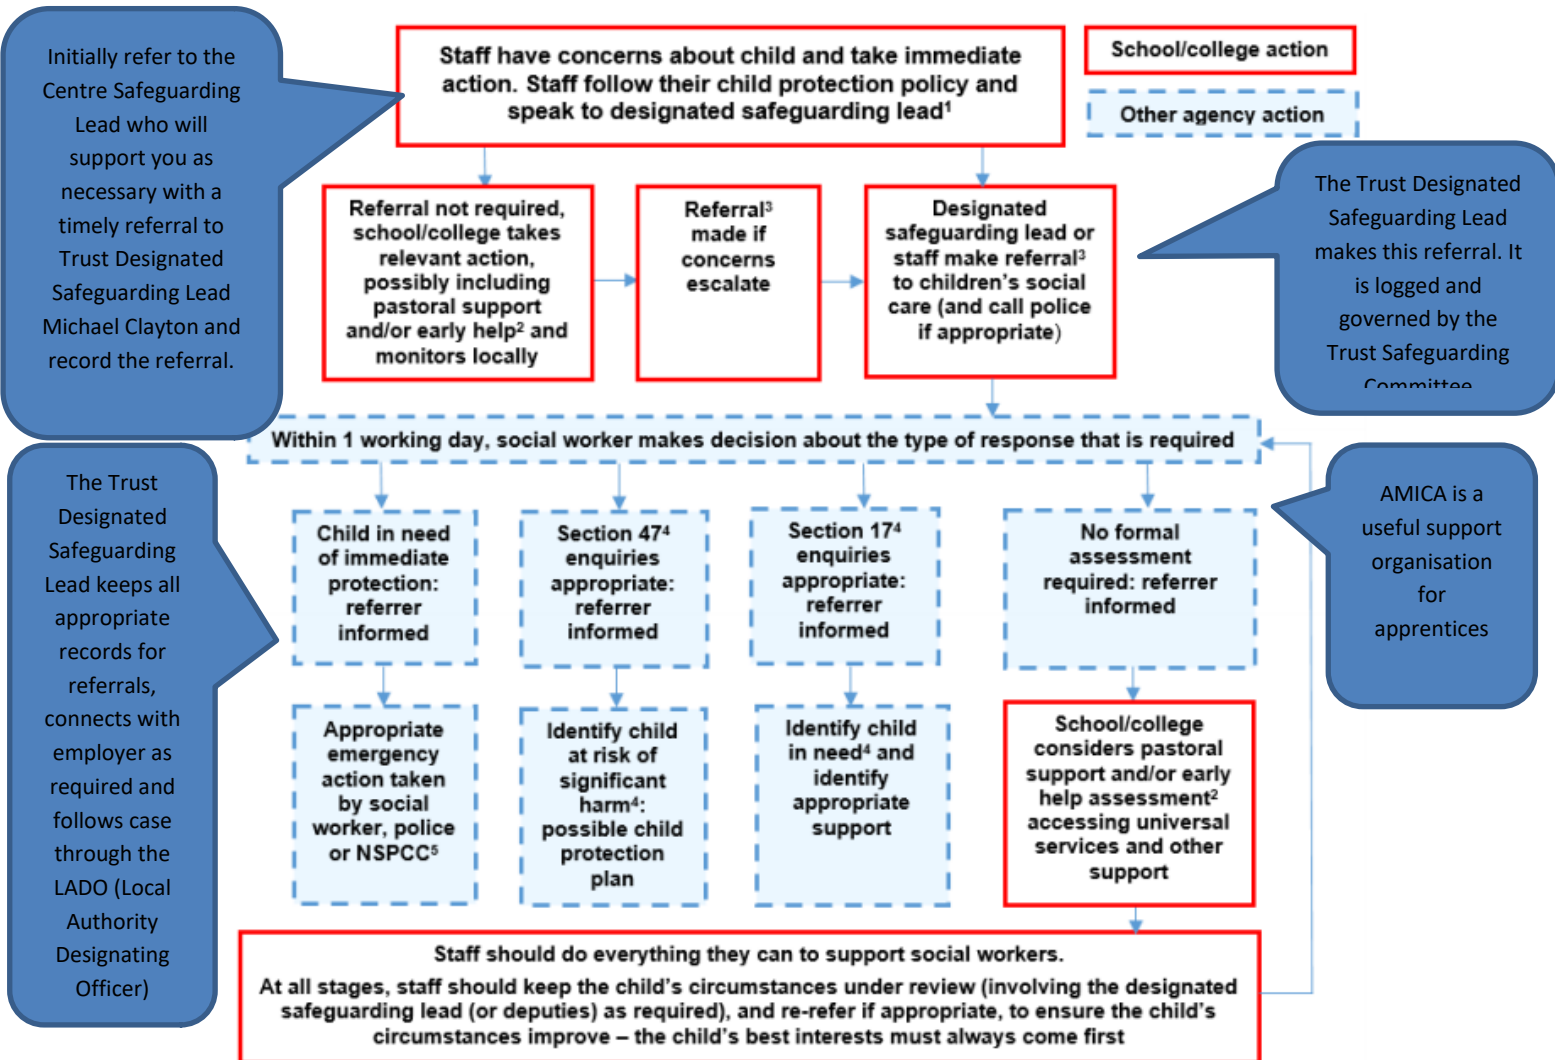 Initially refer to the
Centre Safeguarding
Lead who will
support you as
necessary with a
timely referral to
Trust Designated
Safeguarding Lead
Michael Clayton and
record the referral.
Staff have concerns about child and take immediate
action. Staff follow their child protection policy and
speak to designated safeguarding lead¹
School/college action
Other agency action
Referral not required,
school/college takes
relevant action,
possibly including
pastoral support
and/or early help² and
monitors locally
Referral³
made if
concerns
escalate
Designated
safeguarding lead or
staff make referral³
to children's social
care (and call police
if appropriate)
The Trust Designated
Safeguarding Lead
makes this referral. It
is logged and
governed by the
Trust Safeguarding
Committee
Within 1 working day, social worker makes decision about the type of response that is required
The Trust
Designated
Safeguarding
Lead keeps all
appropriate
records for
referrals,
connects with
employer as
required and
follows case
through the
LADO (Local
Authority
Designating
Officer)
Child in need
of immediate
protection:
referrer
informed
Section 47⁴
enquiries
appropriate:
referrer
informed
Section 17⁴
enquiries
appropriate:
referrer
informed
No formal
assessment
required: referrer
informed
AMICA is a
useful support
organisation
for
apprentices
Appropriate
emergency
action taken
by social
worker, police
or NSPCC⁵
Identify child
at risk of
significant
harm⁴:
possible child
protection
plan
Identify child
in need⁴ and
identify
appropriate
support
School/college
considers pastoral
support and/or early
help assessment²
accessing universal
services and other
support
Staff should do everything they can to support social workers.
At all stages, staff should keep the child's circumstances under review (involving the designated
safeguarding lead (or deputies) as required), and re-refer if appropriate, to ensure the child's
circumstances improve – the child's best interests must always come first